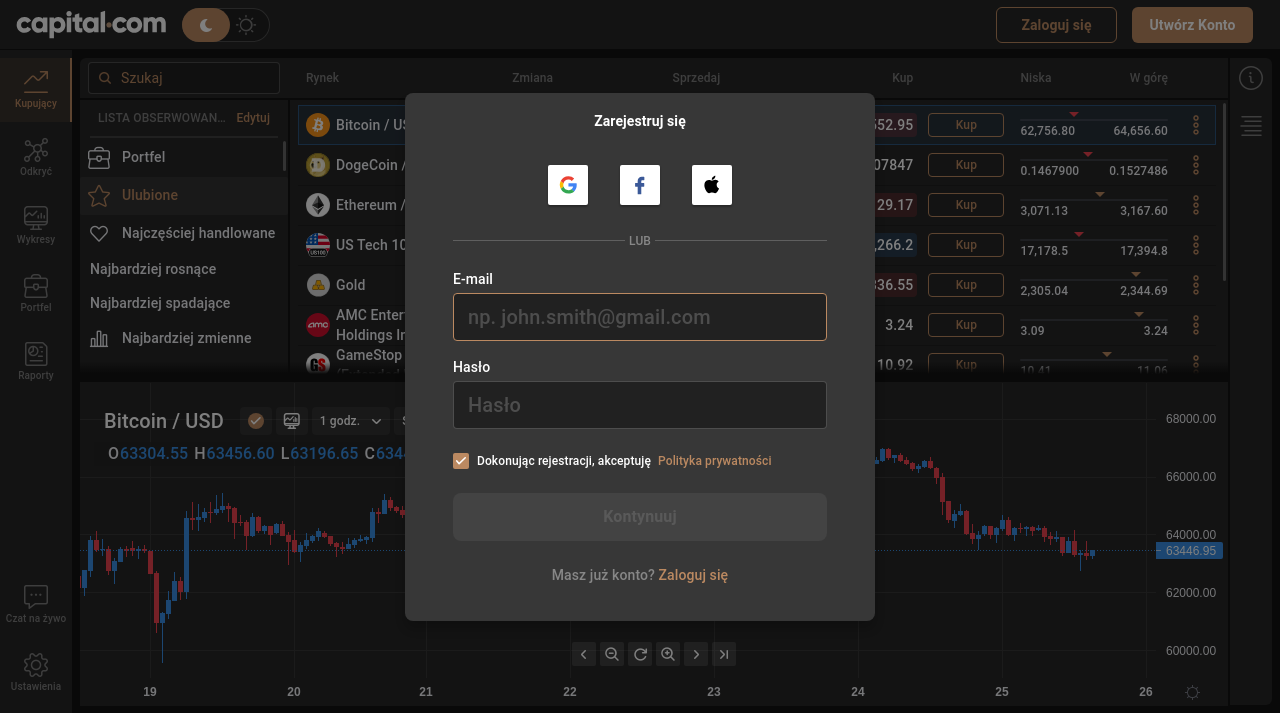 capital.com
Zaloguj się
Utwórz Konto
Kupujący
Odkryć
Wykresy
Portfel
Raporty
Czat na żywo
Ustawienia
Szukaj
LISTA OBSERWOWAN...
Edytuj
Portfel
Ulubione
Najczęściej handlowane
Najbardziej rosnące
Najbardziej spadające
Najbardziej zmienne
Rynek Zmiana Sprzedaj Kup Niska W górę
Bitcoin / US 552.95 Kup 62,756.80 64,656.60
DogeCoin / 07847 Kup 0.1467900 0.1527486
Ethereum / 29.17 Kup 3,071.13 3,167.60
US Tech 10 ,266.2 Kup 17,178.5 17,394.8
Gold 336.55 Kup 2,305.04 2,344.69
AMC Enter
Holdings In 3.24 Kup 3.09 3.24
GameStop 10.92 Kup 10.41 11.06
Zarejestruj się
LUB
E-mail
np. john.smith@gmail.com
Hasło
Hasło
Dokonując rejestracji, akceptuję Polityka prywatności
Kontynuuj
Masz już konto? Zaloguj się
Bitcoin / USD 1 godz.
O63304.55 H63456.60 L63196.65 C634
68000.00
66000.00
64000.00
63446.95
62000.00
60000.00
19 20 21 22 23 24 25 26